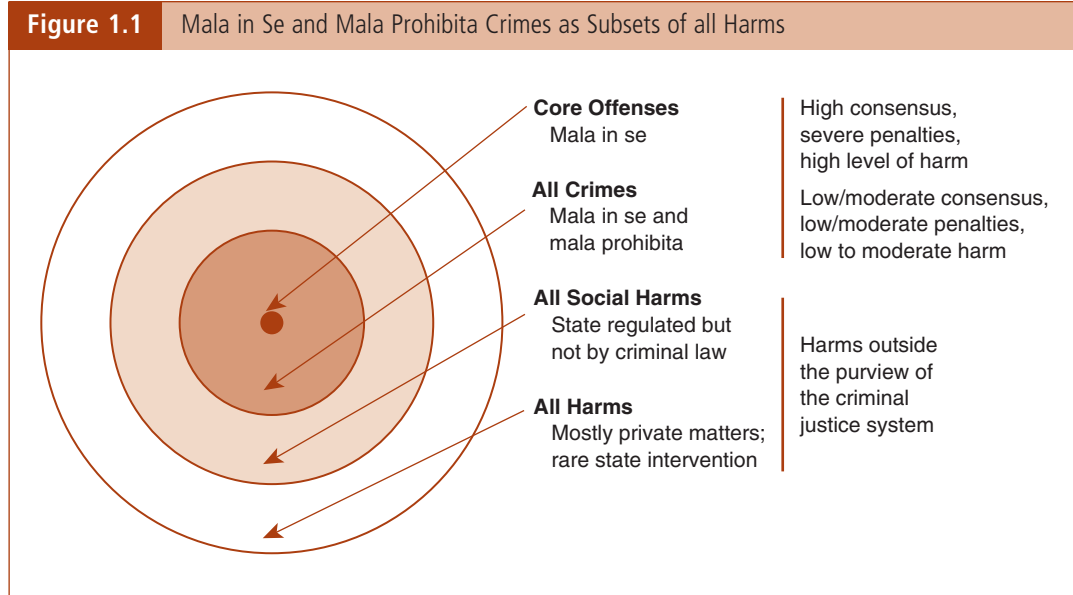 Figure 1.1 Mala in Se and Mala Prohibita Crimes as Subsets of all Harms
Core Offenses
Mala in se
High consensus,
severe penalties,
high level of harm
All Crimes
Mala in se and
mala prohibita
Low/moderate consensus,
low/moderate penalties,
low to moderate harm
All Social Harms
State regulated but
not by criminal law
All Harms
Mostly private matters;
rare state intervention
Harms outside
the purview of
the criminal
justice system